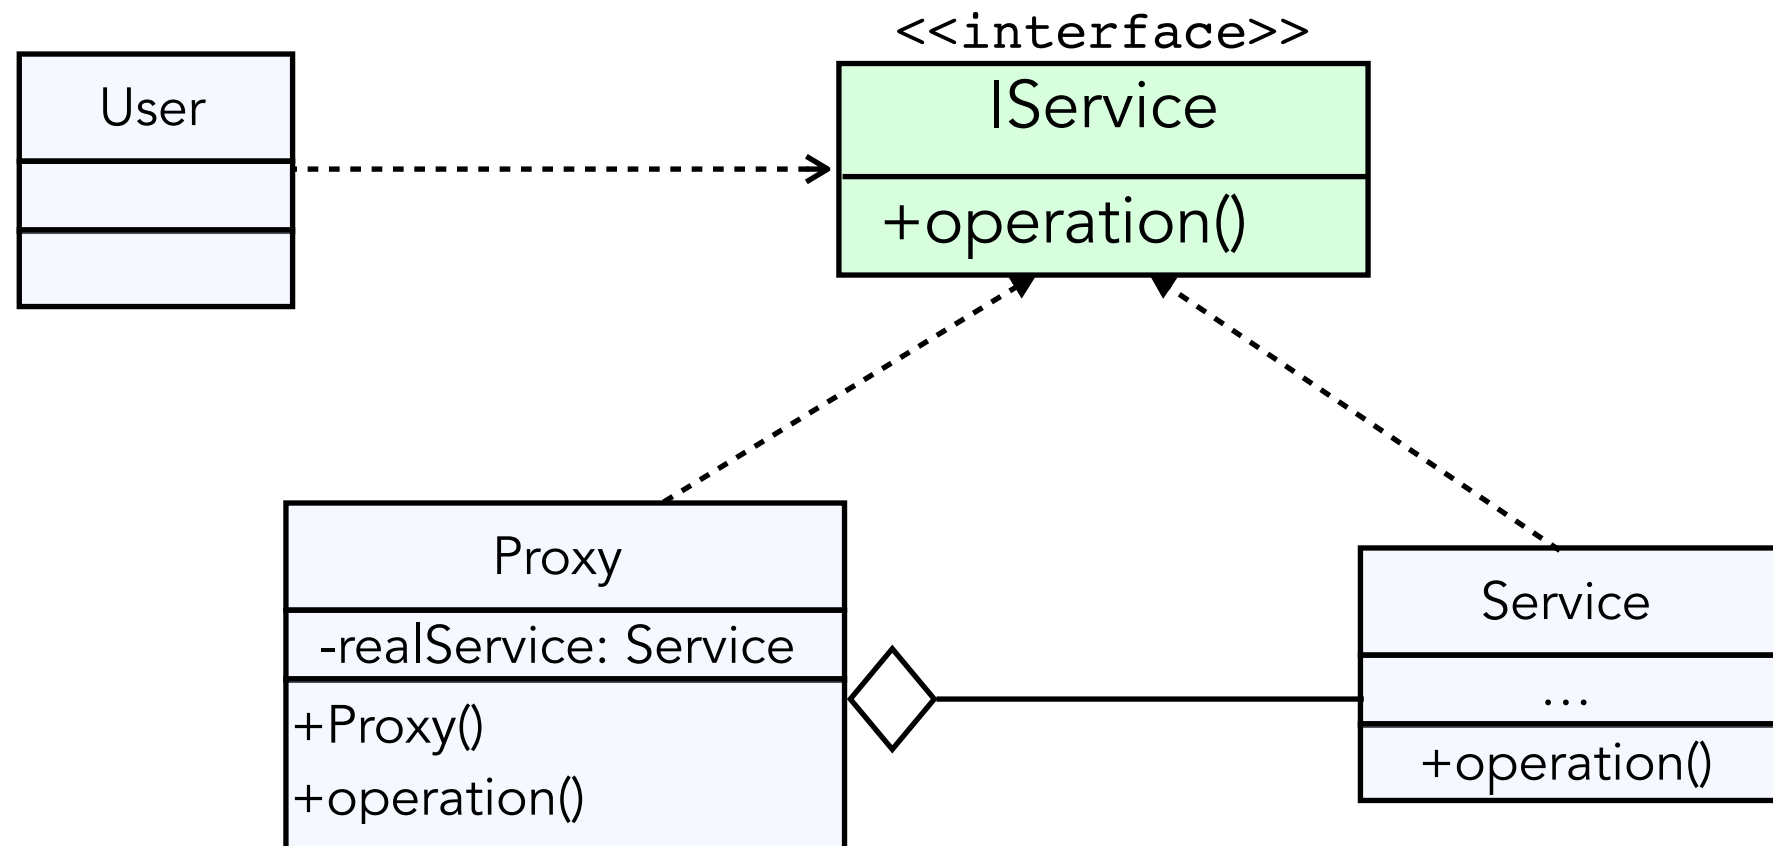 <<interface>>
User
IService
+operation()
Proxy
-realService: Service
+Proxy()
+operation()
Service
...
+operation()